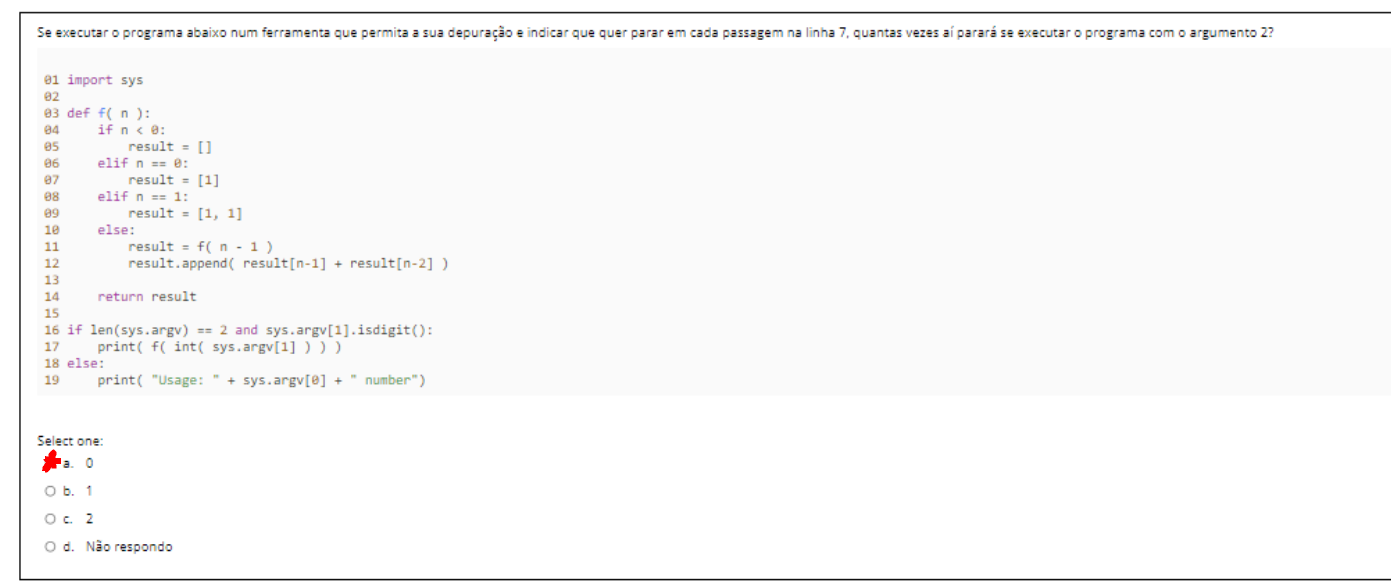 Se executar o programa abaixo num ferramenta que permita a sua depuração e indicar que quer parar em cada passagem na linha 7, quantas vezes aí parará se executar o programa com o argumento 2?
01 import sys
02
03 def f( n ):
04     if n < 0:
05         result = []
06     elif n == 0:
07         result = [1]
08     elif n == 1:
09         result = [1, 1]
10     else:
11         result = f( n - 1 )
12         result.append( result[n-1] + result[n-2] )
13
14     return result
15
16 if len(sys.argv) == 2 and sys.argv[1].isdigit():
17     print( f( int( sys.argv[1] ) ) )
18 else:
19     print( "Usage: " + sys.argv[0] + " number")
Select one:
a. 0
b. 1
c. 2
d. Não respondo